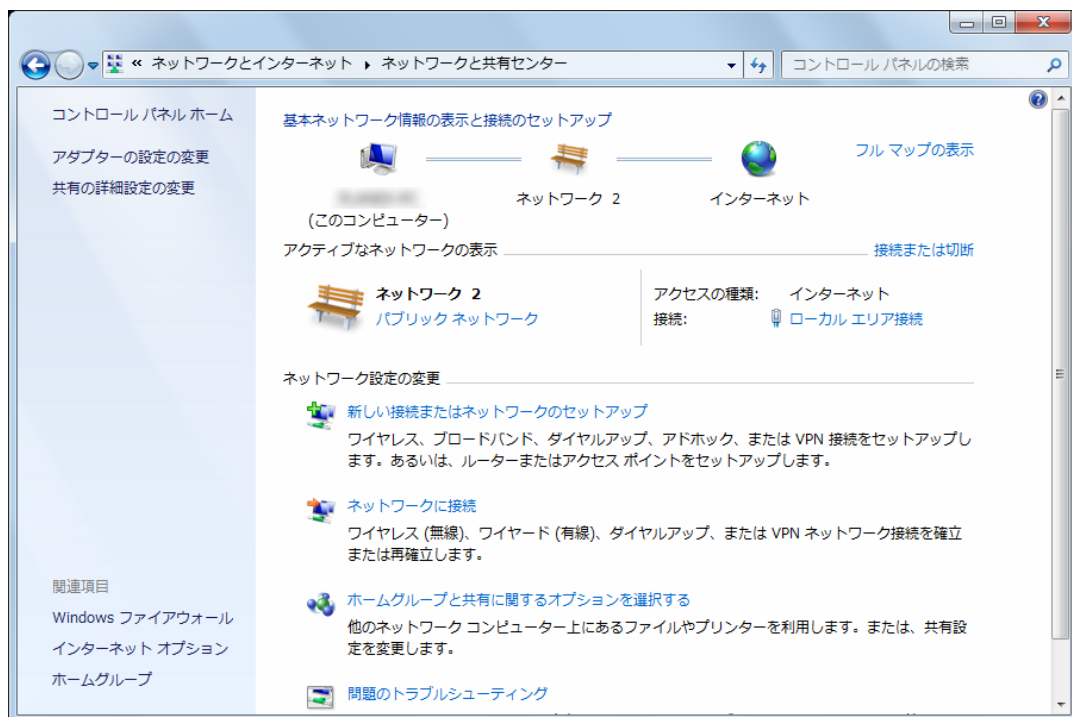 « ネットワークとインターネット ▸ ネットワークと共有センター
コントロール パネルの検索
コントロール パネル ホーム
アダプターの設定の変更
共有の詳細設定の変更
基本ネットワーク情報の表示と接続のセットアップ
フル マップの表示
(このコンピューター)
ネットワーク 2
インターネット
アクティブなネットワークの表示
接続または切断
ネットワーク 2
パブリック ネットワーク
アクセスの種類: インターネット
接続: ローカル エリア接続
ネットワーク設定の変更
新しい接続またはネットワークのセットアップ
ワイヤレス、ブロードバンド、ダイヤルアップ、アドホック、または VPN 接続をセットアップし
ます。あるいは、ルーターまたはアクセス ポイントをセットアップします。
ネットワークに接続
ワイヤレス (無線)、ワイヤード (有線)、ダイヤルアップ、または VPN ネットワーク接続を確立
または再確立します。
ホームグループと共有に関するオプションを選択する
他のネットワーク コンピューター上にあるファイルやプリンターを利用します。または、共有設
定を変更します。
問題のトラブルシューティング
関連項目
Windows ファイアウォール
インターネット オプション
ホームグループ